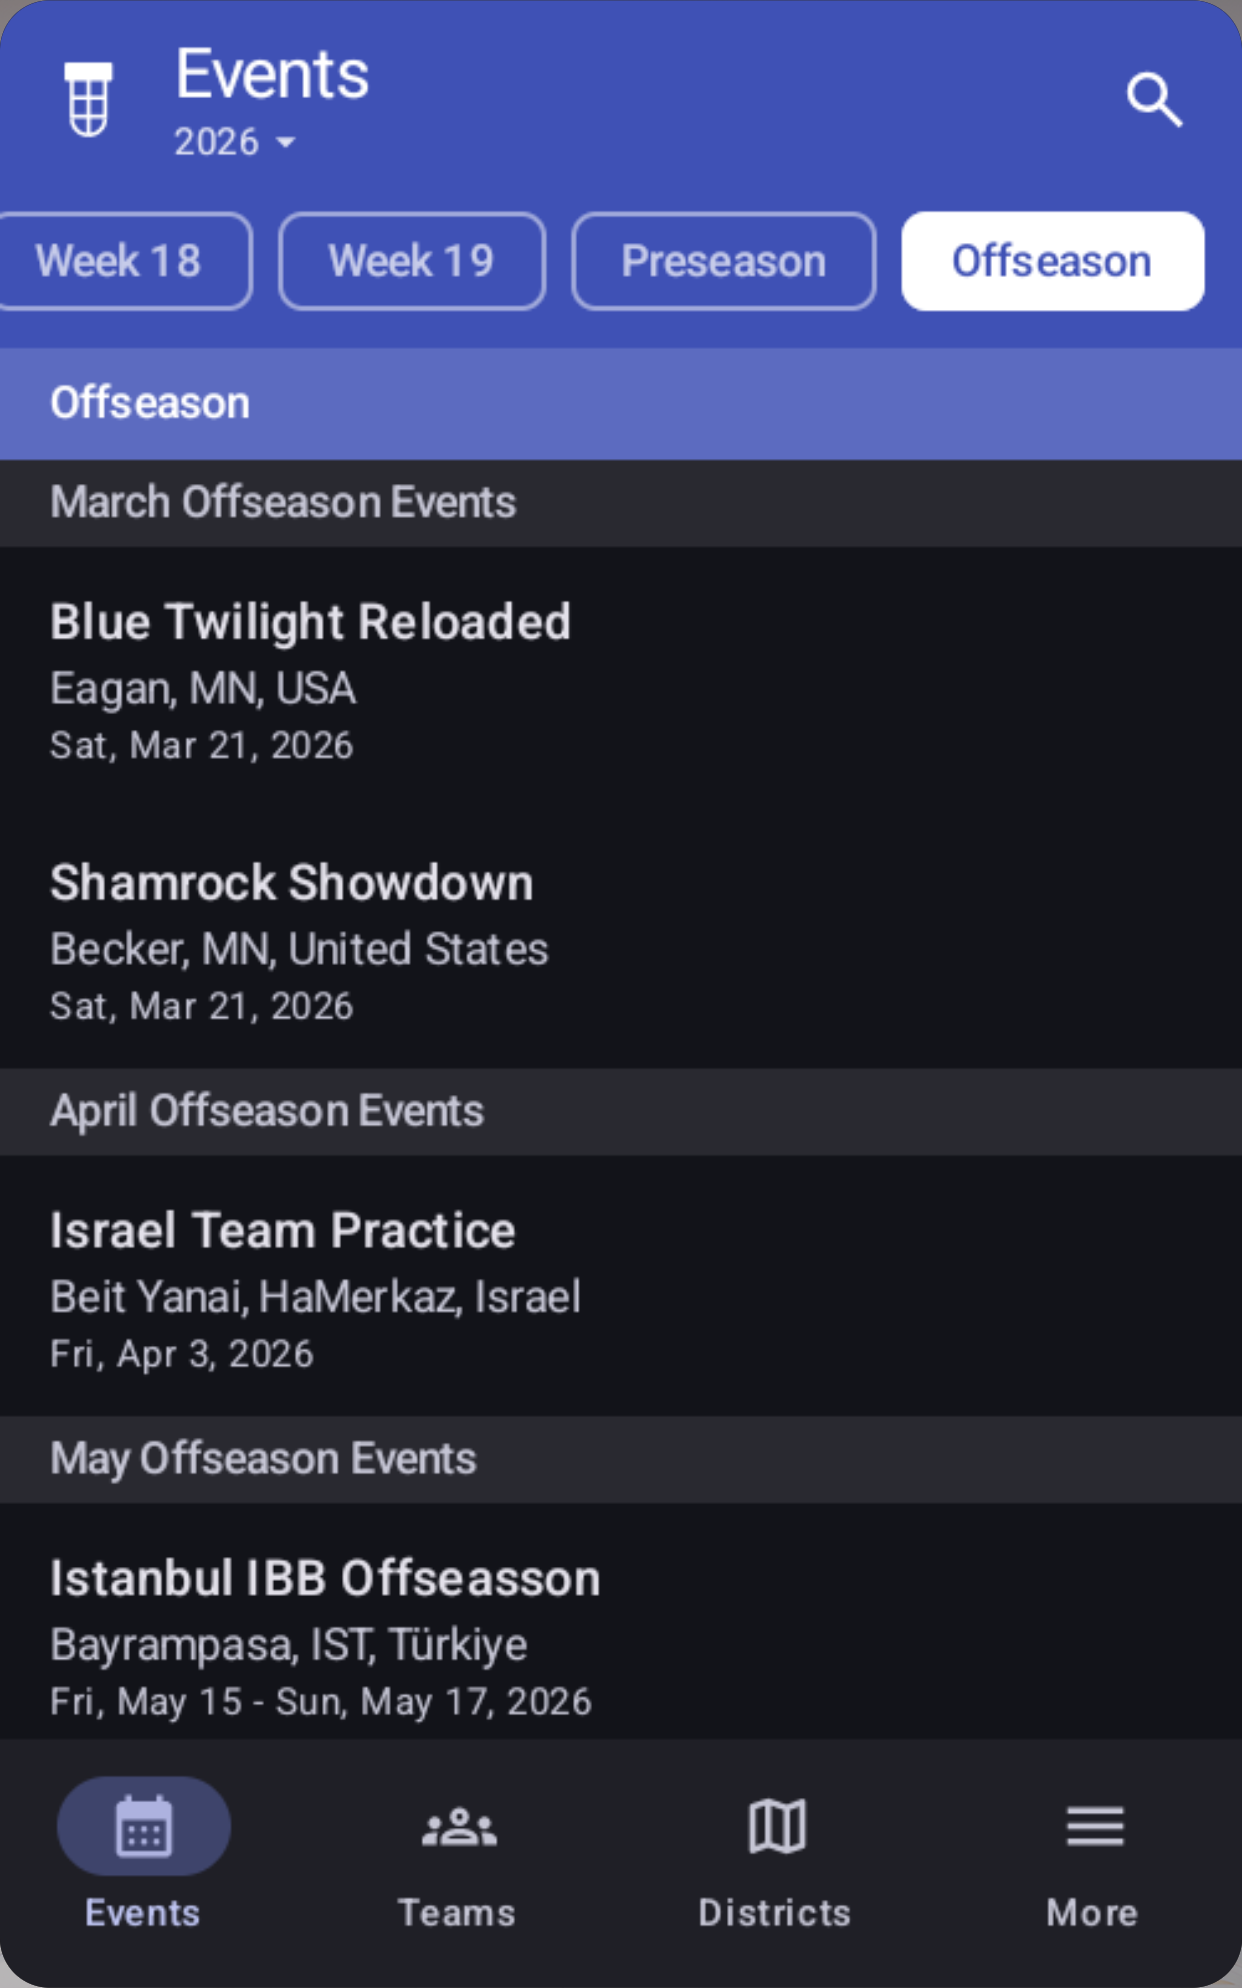 Events
2026
Week 18
Week 19
Preseason
Offseason
Offseason
March Offseason Events
Blue Twilight Reloaded
Eagan, MN, USA
Sat, Mar 21, 2026
Shamrock Showdown
Becker, MN, United States
Sat, Mar 21, 2026
April Offseason Events
Israel Team Practice
Beit Yanai, HaMerkaz, Israel
Fri, Apr 3, 2026
May Offseason Events
Istanbul IBB Offseasson
Bayrampasa, IST, Türkiye
Fri, May 15 - Sun, May 17, 2026
Events
Teams
Districts
More